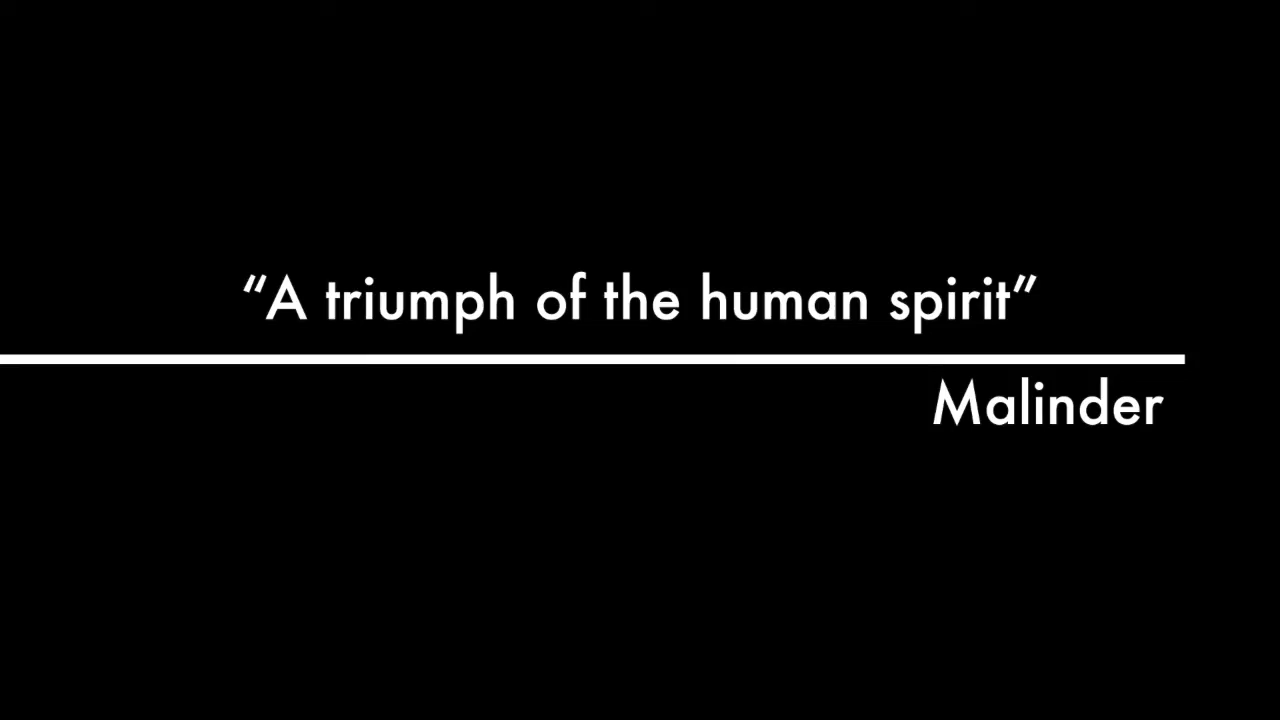 “A triumph of the human spirit”
Malinder